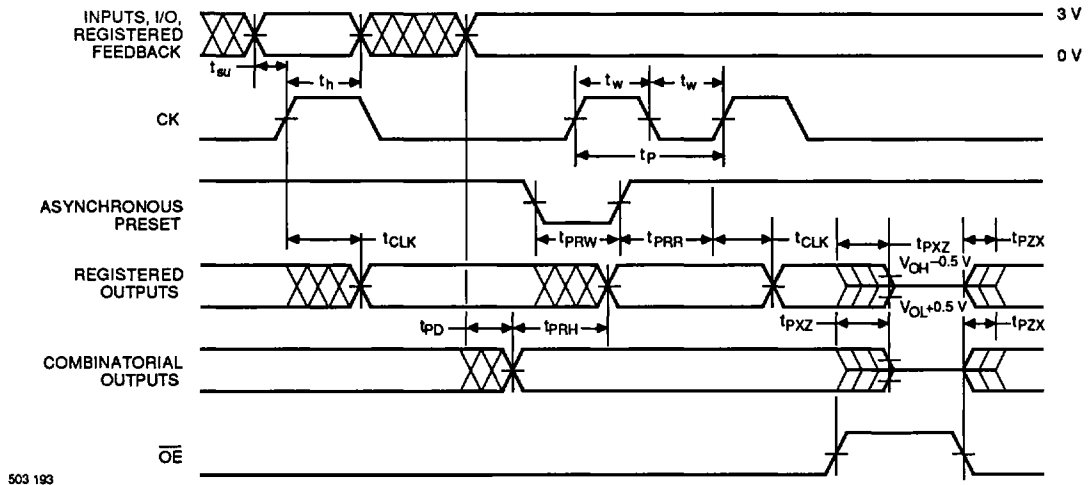 INPUTS, I/O,
REGISTERED
FEEDBACK
3 V
0 V
tsu
th
tw
tw
CK
tP
ASYNCHRONOUS
PRESET
tCLK
tPRW
tPRR
tCLK
tPXZ
tPZX
REGISTERED
OUTPUTS
VOH−0.5 V
VOL+0.5 V
tPD
tPRH
tPXZ
tPZX
COMBINATORIAL
OUTPUTS
O̅E̅
503 193